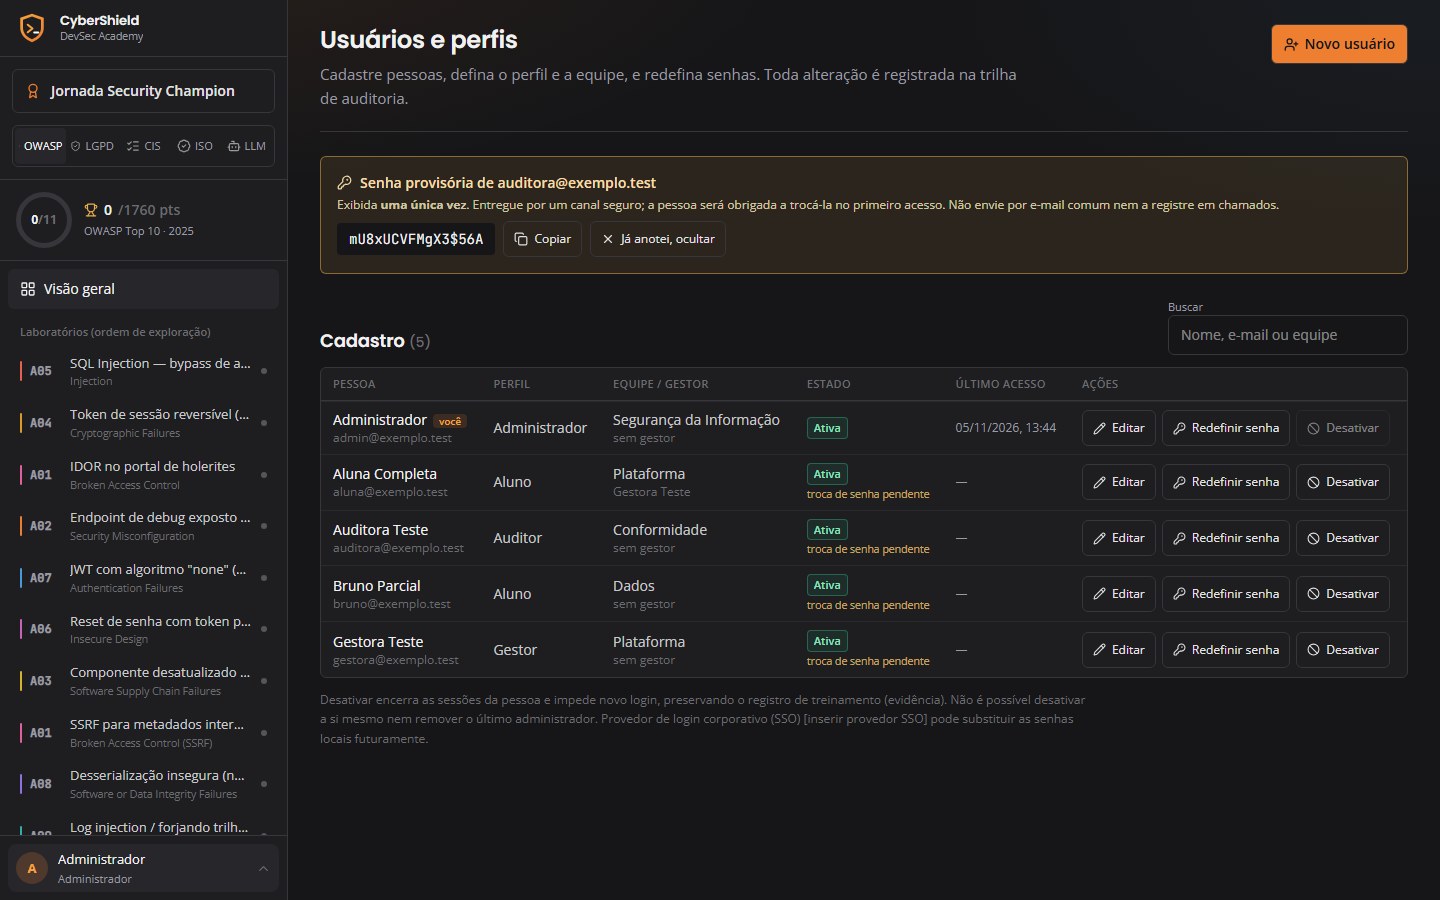 CyberShield
DevSec Academy
Jornada Security Champion
OWASP LGPD CIS ISO LLM
0/11
0 /1760 pts
OWASP Top 10 · 2025
Visão geral
Laboratórios (ordem de exploração)
A05 SQL Injection — bypass de a...
Injection
A04 Token de sessão reversível (...
Cryptographic Failures
A01 IDOR no portal de holerites
Broken Access Control
A02 Endpoint de debug exposto ...
Security Misconfiguration
A07 JWT com algoritmo "none" (...
Authentication Failures
A06 Reset de senha com token p...
Insecure Design
A03 Componente desatualizado ...
Software Supply Chain Failures
A01 SSRF para metadados inter...
Broken Access Control (SSRF)
A08 Desserialização insegura (n...
Software or Data Integrity Failures
Log injection / forjando trilh...
A Administrador
Administrador
Usuários e perfis
Novo usuário
Cadastre pessoas, defina o perfil e a equipe, e redefina senhas. Toda alteração é registrada na trilha
de auditoria.
Senha provisória de auditora@exemplo.test
Exibida uma única vez. Entregue por um canal seguro; a pessoa será obrigada a trocá-la no primeiro acesso. Não envie por e-mail comum nem a registre em chamados.
mU8xUCVFMgX3$56A Copiar Já anotei, ocultar
Buscar
Cadastro (5)
Nome, e-mail ou equipe
PESSOA PERFIL EQUIPE / GESTOR ESTADO ÚLTIMO ACESSO AÇÕES
Administrador você Administrador Segurança da Informação Ativa 05/11/2026, 13:44 Editar Redefinir senha Desativar
admin@exemplo.test sem gestor
Aluna Completa Aluno Plataforma Ativa — Editar Redefinir senha Desativar
aluna@exemplo.test Gestora Teste troca de senha pendente
Auditora Teste Auditor Conformidade Ativa — Editar Redefinir senha Desativar
auditora@exemplo.test sem gestor troca de senha pendente
Bruno Parcial Aluno Dados Ativa — Editar Redefinir senha Desativar
bruno@exemplo.test sem gestor troca de senha pendente
Gestora Teste Gestor Plataforma Ativa — Editar Redefinir senha Desativar
gestora@exemplo.test sem gestor troca de senha pendente
Desativar encerra as sessões da pessoa e impede novo login, preservando o registro de treinamento (evidência). Não é possível desativar
a si mesmo nem remover o último administrador. Provedor de login corporativo (SSO) [inserir provedor SSO] pode substituir as senhas
locais futuramente.